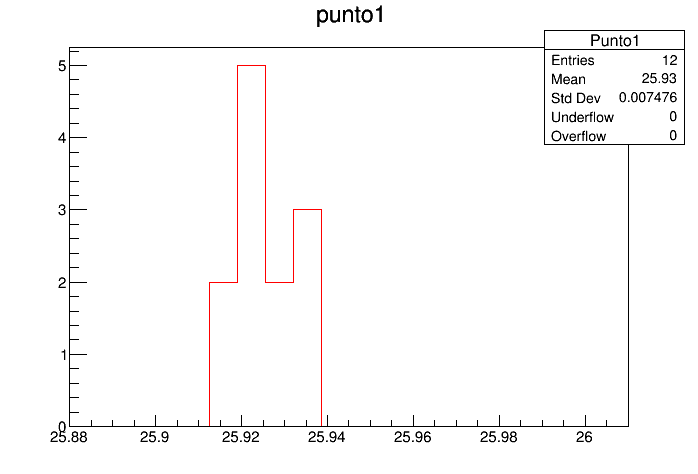 punto1
Punto1
Entries 12
Mean 25.93
Std Dev 0.007476
Underflow 0
Overflow 0
5
4
3
2
1
0
25.88 25.9 25.92 25.94 25.96 25.98 26